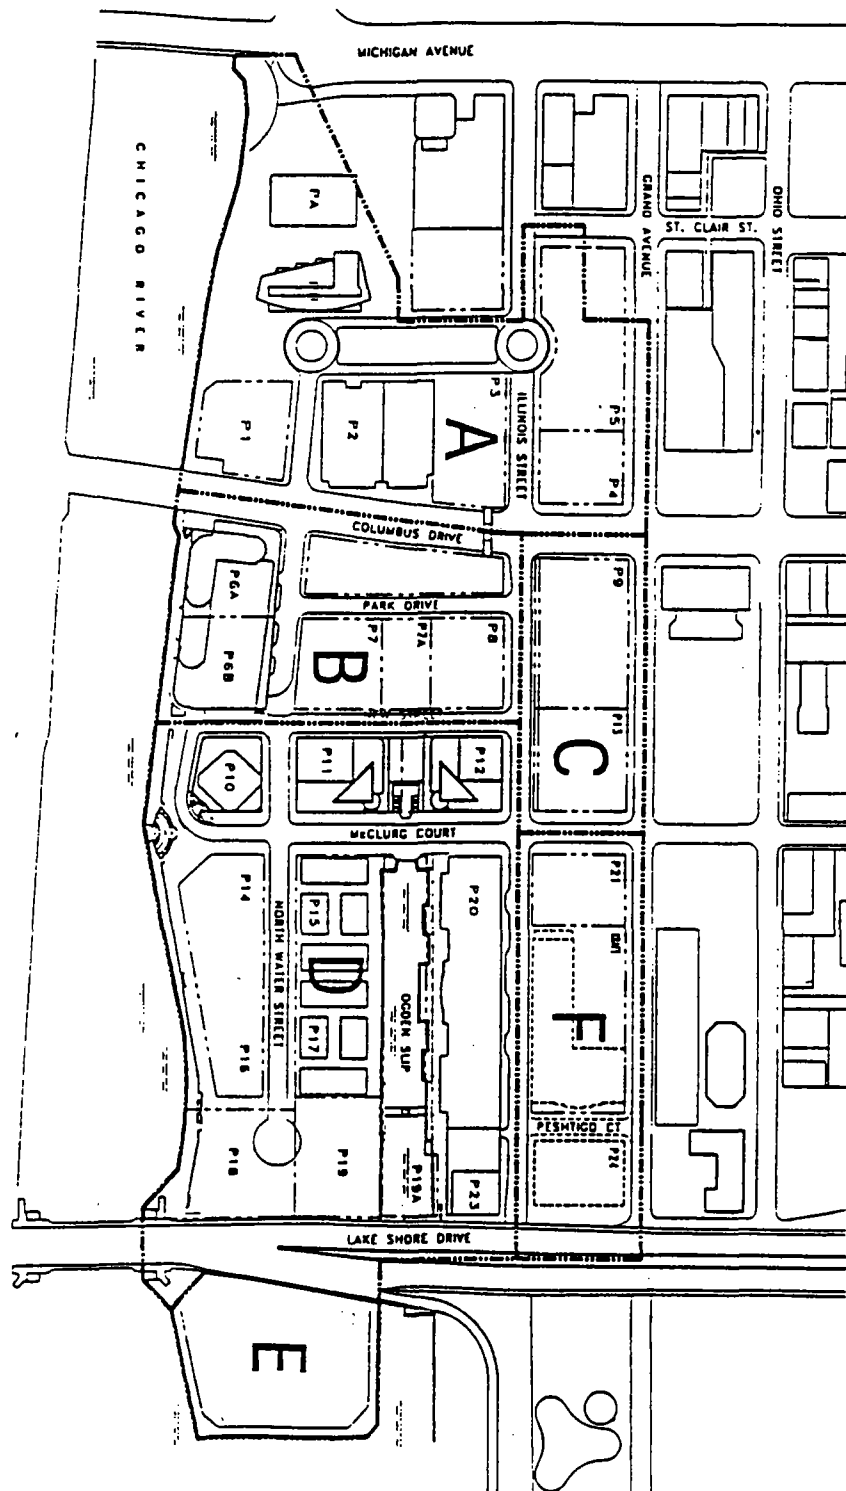 MICHIGAN AVENUE
CHICAGO RIVER
GRAND AVENUE
OHIO STREET
ST. CLAIR ST.
P1
P2
P3
A
ILLINOIS STREET
P5
P4
COLUMBUS DRIVE
PARK DRIVE
P6A
P6B
P7
P7A
P8
B
P9
P13
C
P10
P11
P12
McCLURG COURT
P14
P16
NORTH WATER STREET
P15
D
P17
OGDEN SLIP
P20
P21
F
PESHTIGO CT
P18
P19
P19A
P23
P24
LAKE SHORE DRIVE
E